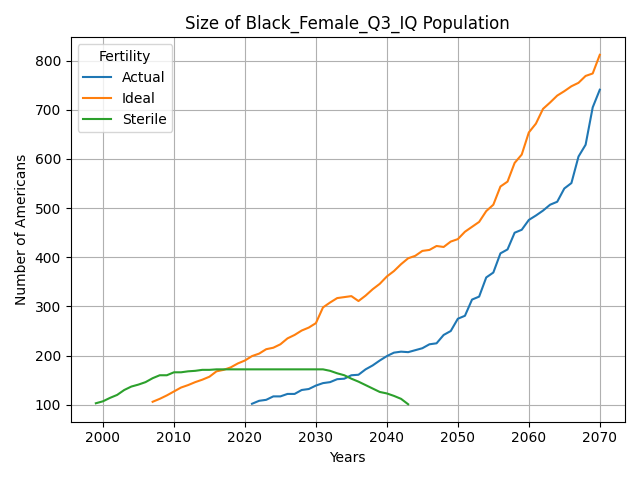 Size of Black_Female_Q3_IQ Population
Fertility
Actual
Ideal
Sterile
Number of Americans
800
700
600
500
400
300
200
100
2000 2010 2020 2030 2040 2050 2060 2070
Years